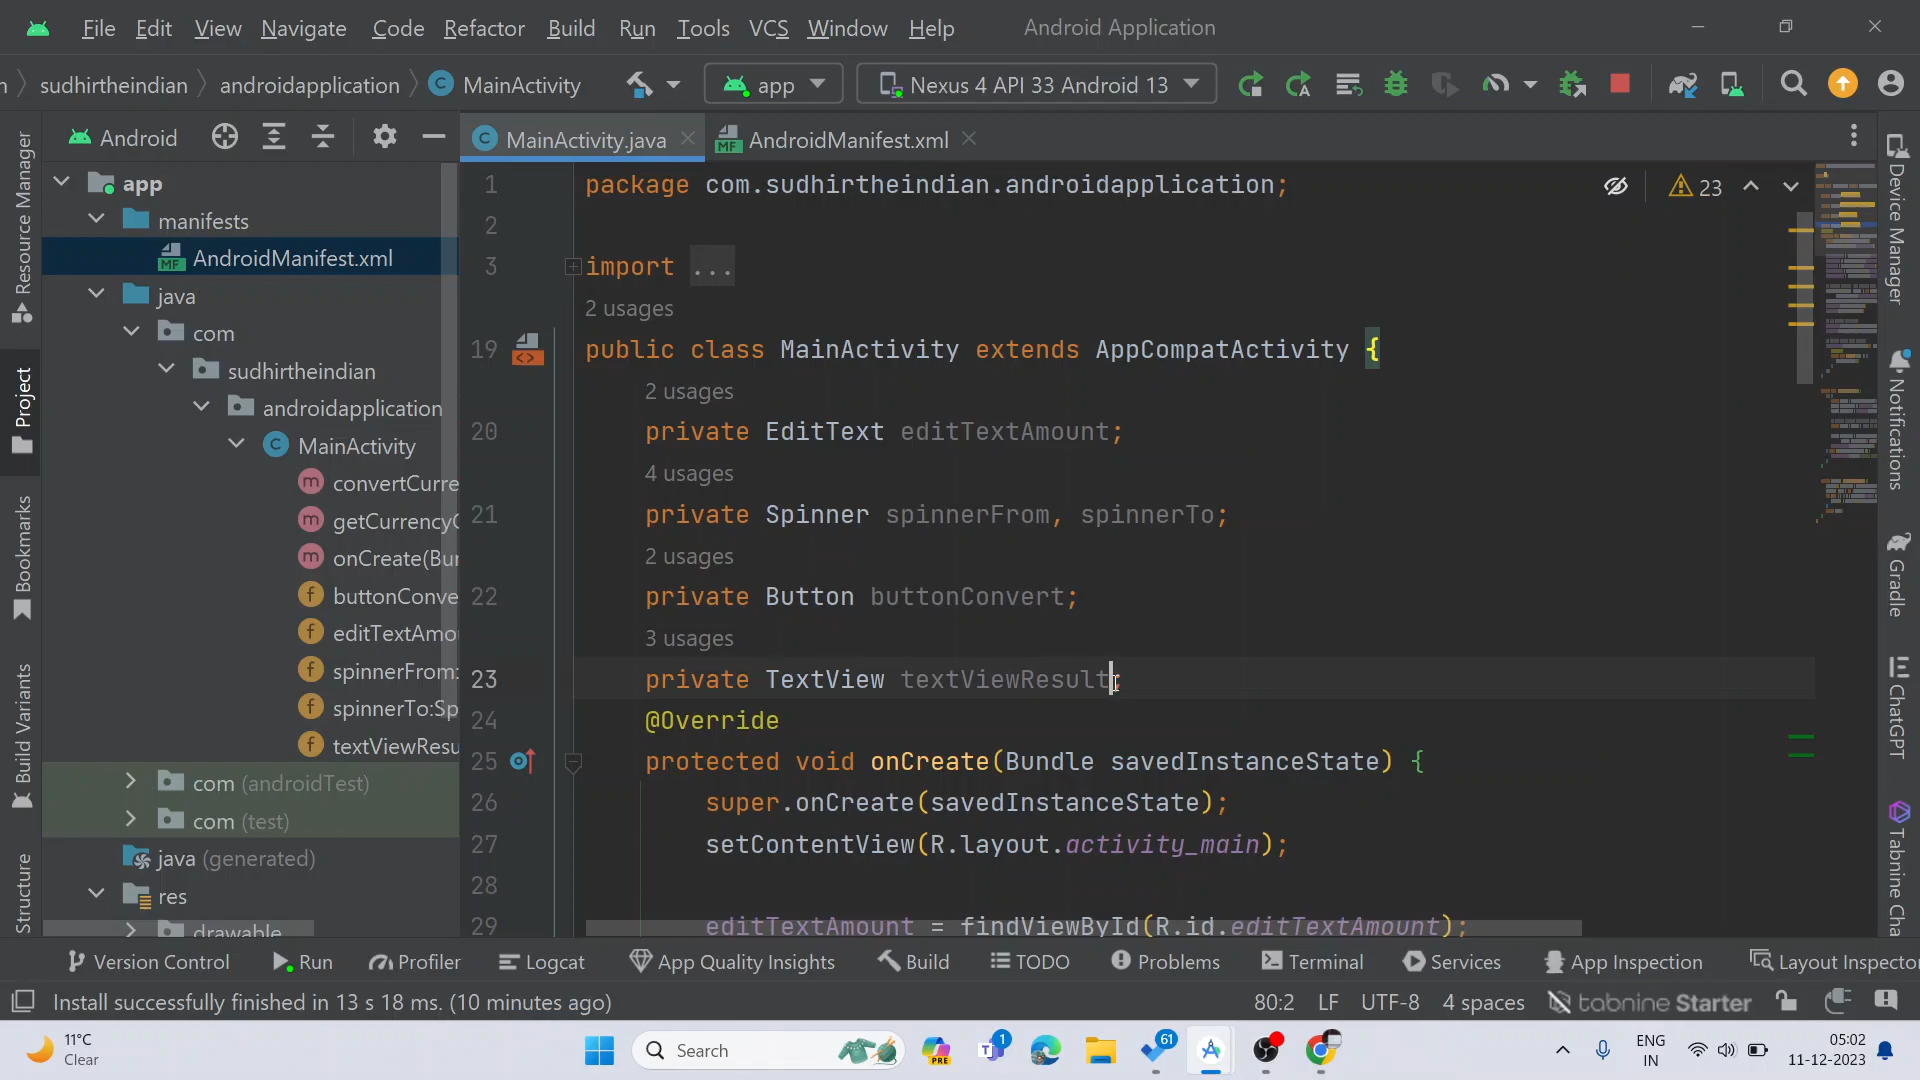 File Edit View Navigate Code Refactor Build Run Tools VCS Window Help Android Application
sudhirtheindian androidapplication MainActivity app Nexus 4 API 33 Android 13
Android
MainActivity.java AndroidManifest.xml
app
manifests
AndroidManifest.xml
java
com
sudhirtheindian
androidapplication
MainActivity
convertCurre
getCurrency
onCreate(Bu
buttonConve
editTextAmo
spinnerFrom:
spinnerTo:Sp
textViewResu
com (androidTest)
com (test)
java (generated)
res
drawable
Resource Manager
Project
Bookmarks
Build Variants
Structure
1 package com.sudhirtheindian.androidapplication;
23
2
3 import ...
2 usages
19 public class MainActivity extends AppCompatActivity {
2 usages
20 private EditText editTextAmount;
4 usages
21 private Spinner spinnerFrom, spinnerTo;
2 usages
22 private Button buttonConvert;
3 usages
23 private TextView textViewResult;
24 @Override
25 protected void onCreate(Bundle savedInstanceState) {
26 super.onCreate(savedInstanceState);
27 setContentView(R.layout.activity_main);
28
29 editTextAmount = findViewById(R.id.editTextAmount);
Device Manager
Notifications
Gradle
ChatGPT
Tabnine Cha
Version Control Run Profiler Logcat App Quality Insights Build TODO Problems Terminal Services App Inspection Layout Inspector
Install successfully finished in 13 s 18 ms. (10 minutes ago) 80:2 LF UTF-8 4 spaces tabnine Starter
11°C
Clear
Search
PRE
1
61
ENG
IN
05:02
11-12-2023